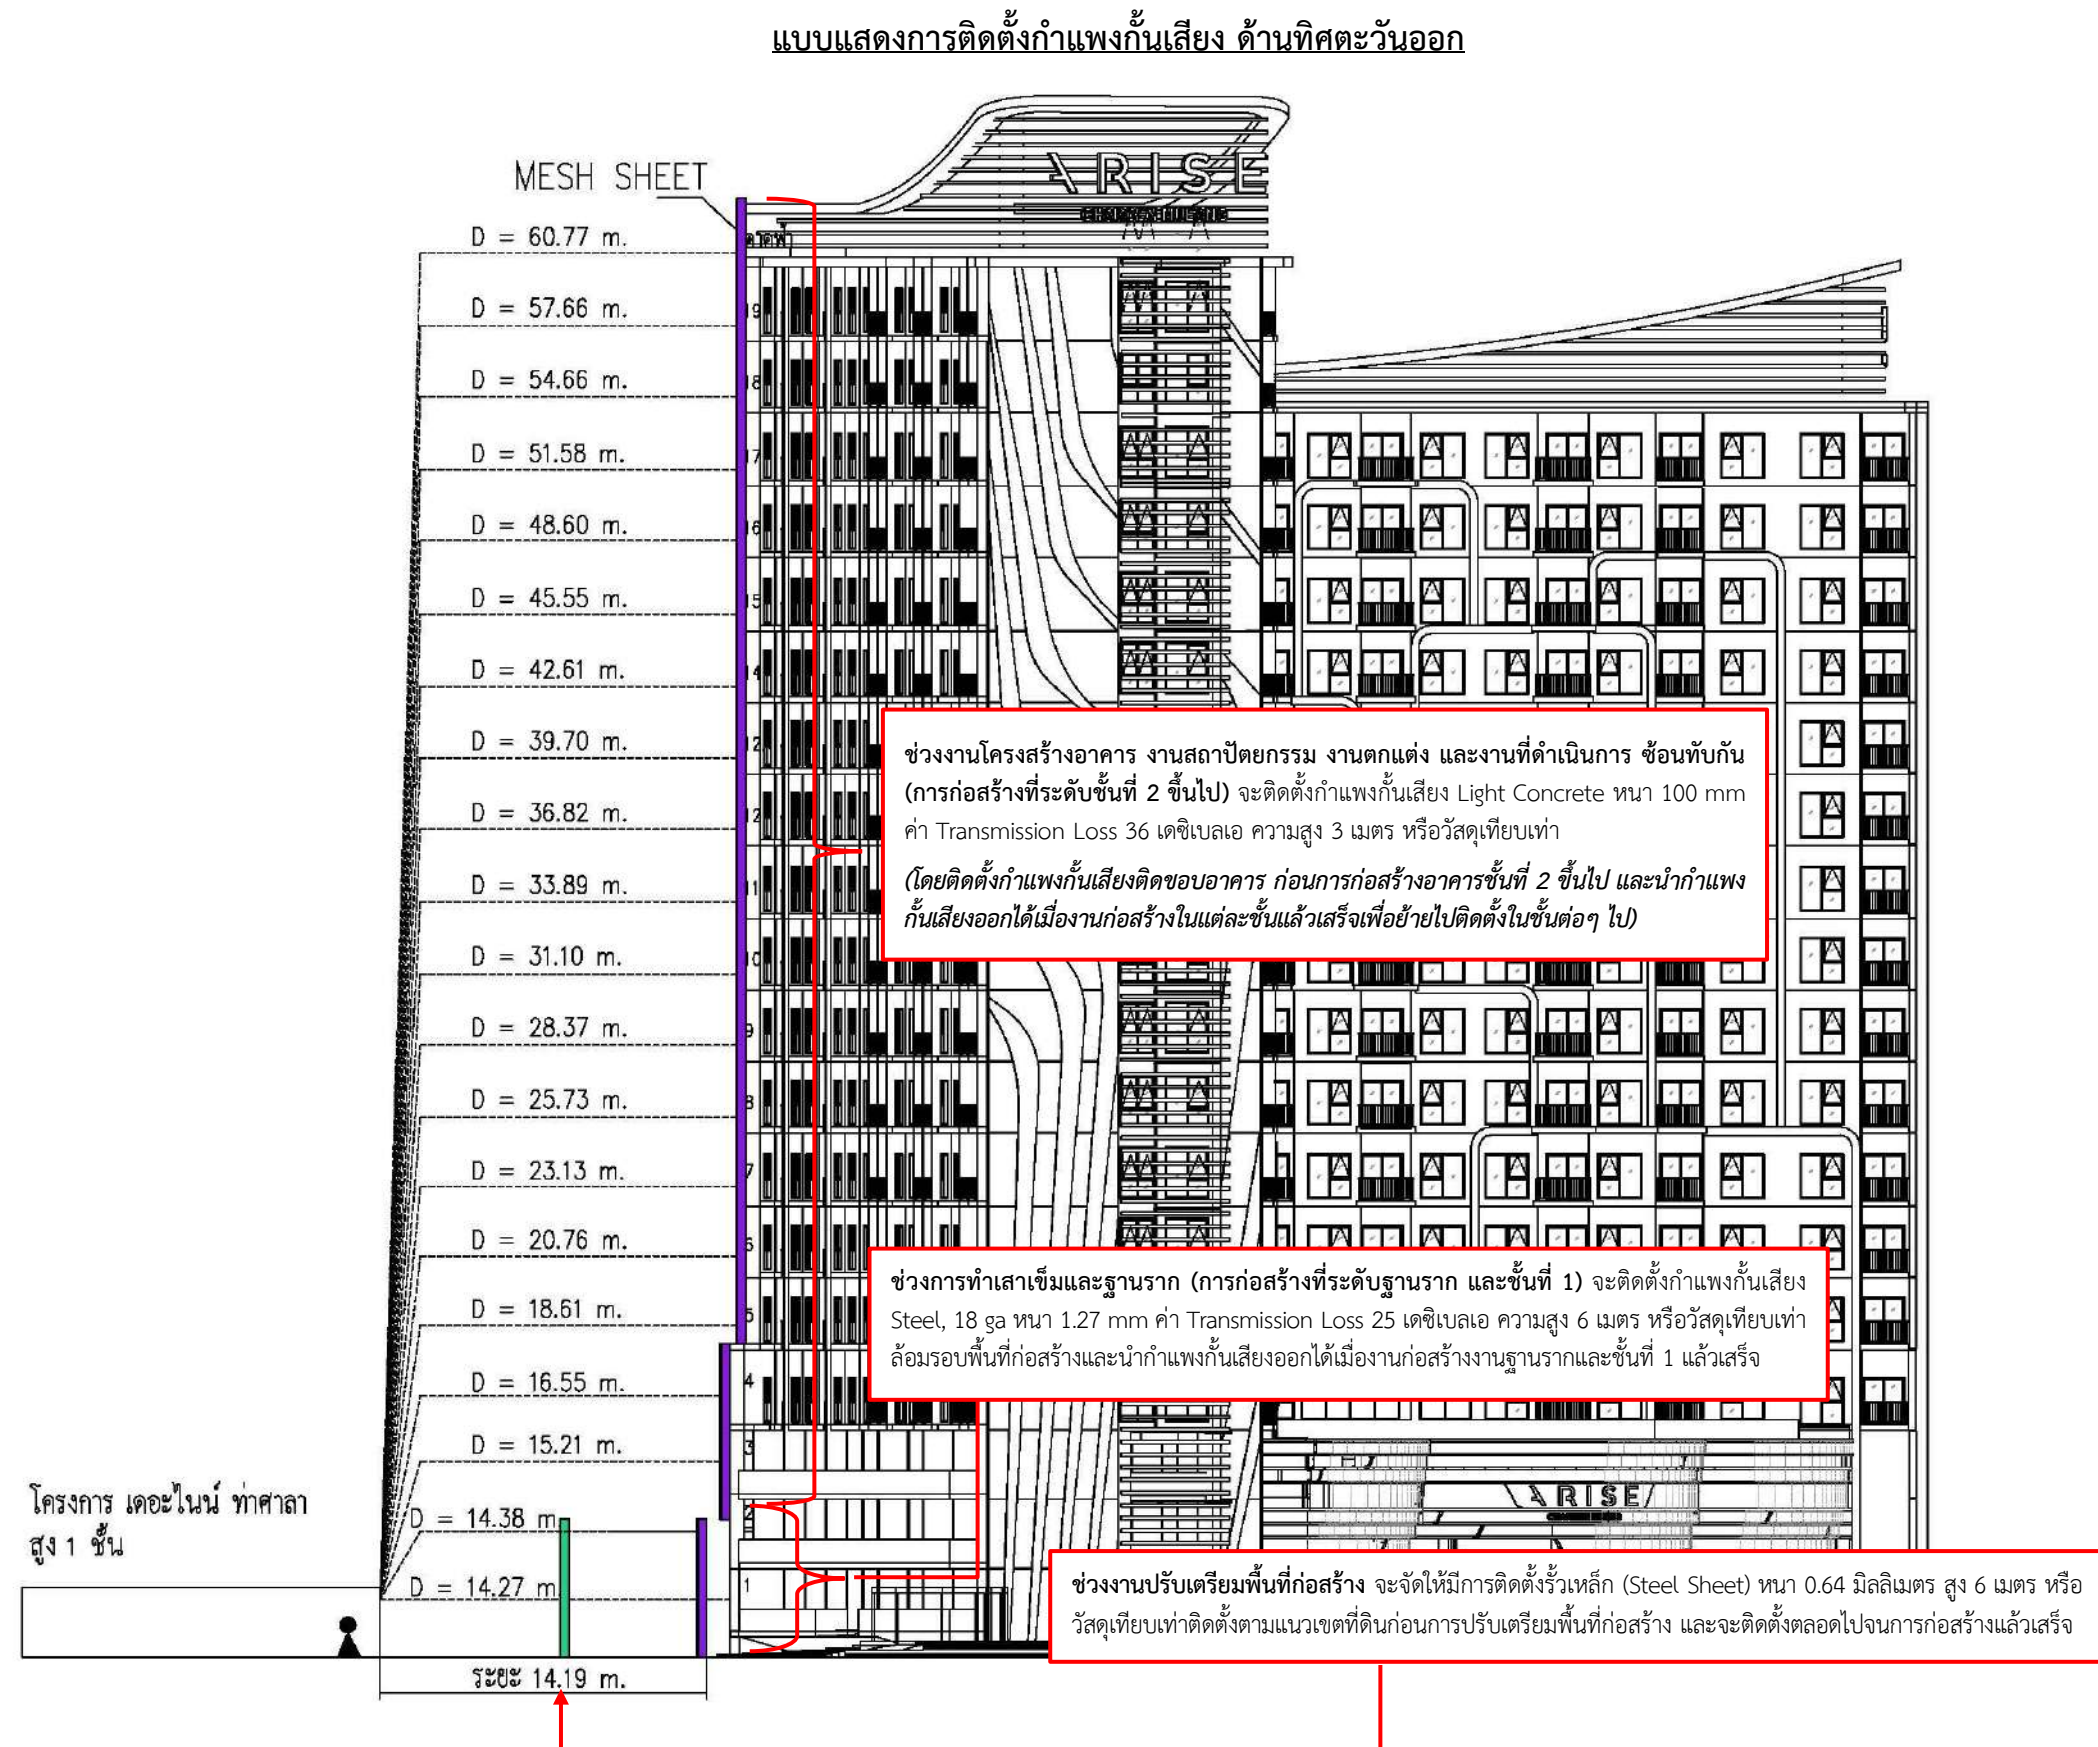 แบบแสดงการติดตั้งกำแพงกั้นเสียง ด้านทิศตะวันออก
ARISE
MESH SHEET
D = 60.77 m.
ดาดฟ้า
D = 57.66 m.
19
D = 54.66 m.
18
D = 51.58 m.
17
D = 48.60 m.
16
D = 45.55 m.
15
D = 42.61 m.
14
D = 39.70 m.
12
D = 36.82 m.
12
D = 33.89 m.
11
D = 31.10 m.
10
D = 28.37 m.
9
D = 25.73 m.
8
D = 23.13 m.
7
D = 20.76 m.
6
D = 18.61 m.
5
D = 16.55 m.
4
D = 15.21 m.
3
D = 14.38 m.
2
D = 14.27 m.
1
ช่วงงานโครงสร้างอาคาร งานสถาปัตยกรรม งานตกแต่ง และงานที่ดำเนินการ ซ้อนทับกัน
(การก่อสร้างที่ระดับชั้นที่ 2 ขึ้นไป) จะติดตั้งกำแพงกั้นเสียง Light Concrete หนา 100 mm
ค่า Transmission Loss 36 เดซิเบลเอ ความสูง 3 เมตร หรือวัสดุเทียบเท่า
(โดยติดตั้งกำแพงกั้นเสียงติดขอบอาคาร ก่อนการก่อสร้างอาคารชั้นที่ 2 ขึ้นไป และนำกำแพง
กั้นเสียงออกได้เมื่องานก่อสร้างในแต่ละชั้นแล้วเสร็จเพื่อย้ายไปติดตั้งในชั้นต่อๆ ไป)
ช่วงการทำเสาเข็มและฐานราก (การก่อสร้างที่ระดับฐานราก และชั้นที่ 1) จะติดตั้งกำแพงกั้นเสียง
Steel, 18 ga หนา 1.27 mm ค่า Transmission Loss 25 เดซิเบลเอ ความสูง 6 เมตร หรือวัสดุเทียบเท่า
ล้อมรอบพื้นที่ก่อสร้างและนำกำแพงกั้นเสียงออกได้เมื่องานก่อสร้างงานฐานรากและชั้นที่ 1 แล้วเสร็จ
ARISE
โครงการ เดอะไนน์ ท่าศาลา
สูง 1 ชั้น
ช่วงงานปรับเตรียมพื้นที่ก่อสร้าง จะจัดให้มีการติดตั้งรั้วเหล็ก (Steel Sheet) หนา 0.64 มิลลิเมตร สูง 6 เมตร หรือ
วัสดุเทียบเท่าติดตั้งตามแนวเขตที่ดินก่อนการปรับเตรียมพื้นที่ก่อสร้าง และจะติดตั้งตลอดไปจนการก่อสร้างแล้วเสร็จ
ระยะ 14.19 m.